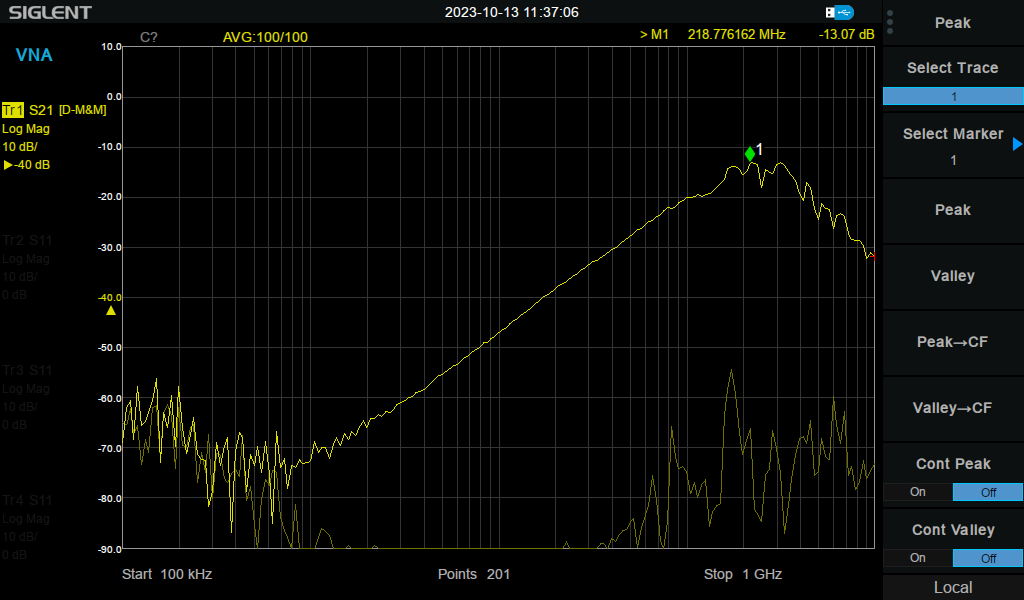 SIGLENT
2023-10-13 11:37:06
Peak
VNA
C?
AVG:100/100
> M1 218.776162 MHz -13.07 dB
10.0
0.0
-10.0
-20.0
-30.0
-40.0
-50.0
-60.0
-70.0
-80.0
-90.0
1
Tr1 S21 [D-M&M]
Log Mag
10 dB/
-40 dB
Tr2 S11
Log Mag
10 dB/
0 dB
Tr3 S11
Log Mag
10 dB/
0 dB
Tr4 S11
Log Mag
10 dB/
0 dB
Start 100 kHz
Points 201
Stop 1 GHz
Select Trace
1
Select Marker
1
Peak
Valley
Peak→CF
Valley→CF
Cont Peak
On Off
Cont Valley
On Off
Local